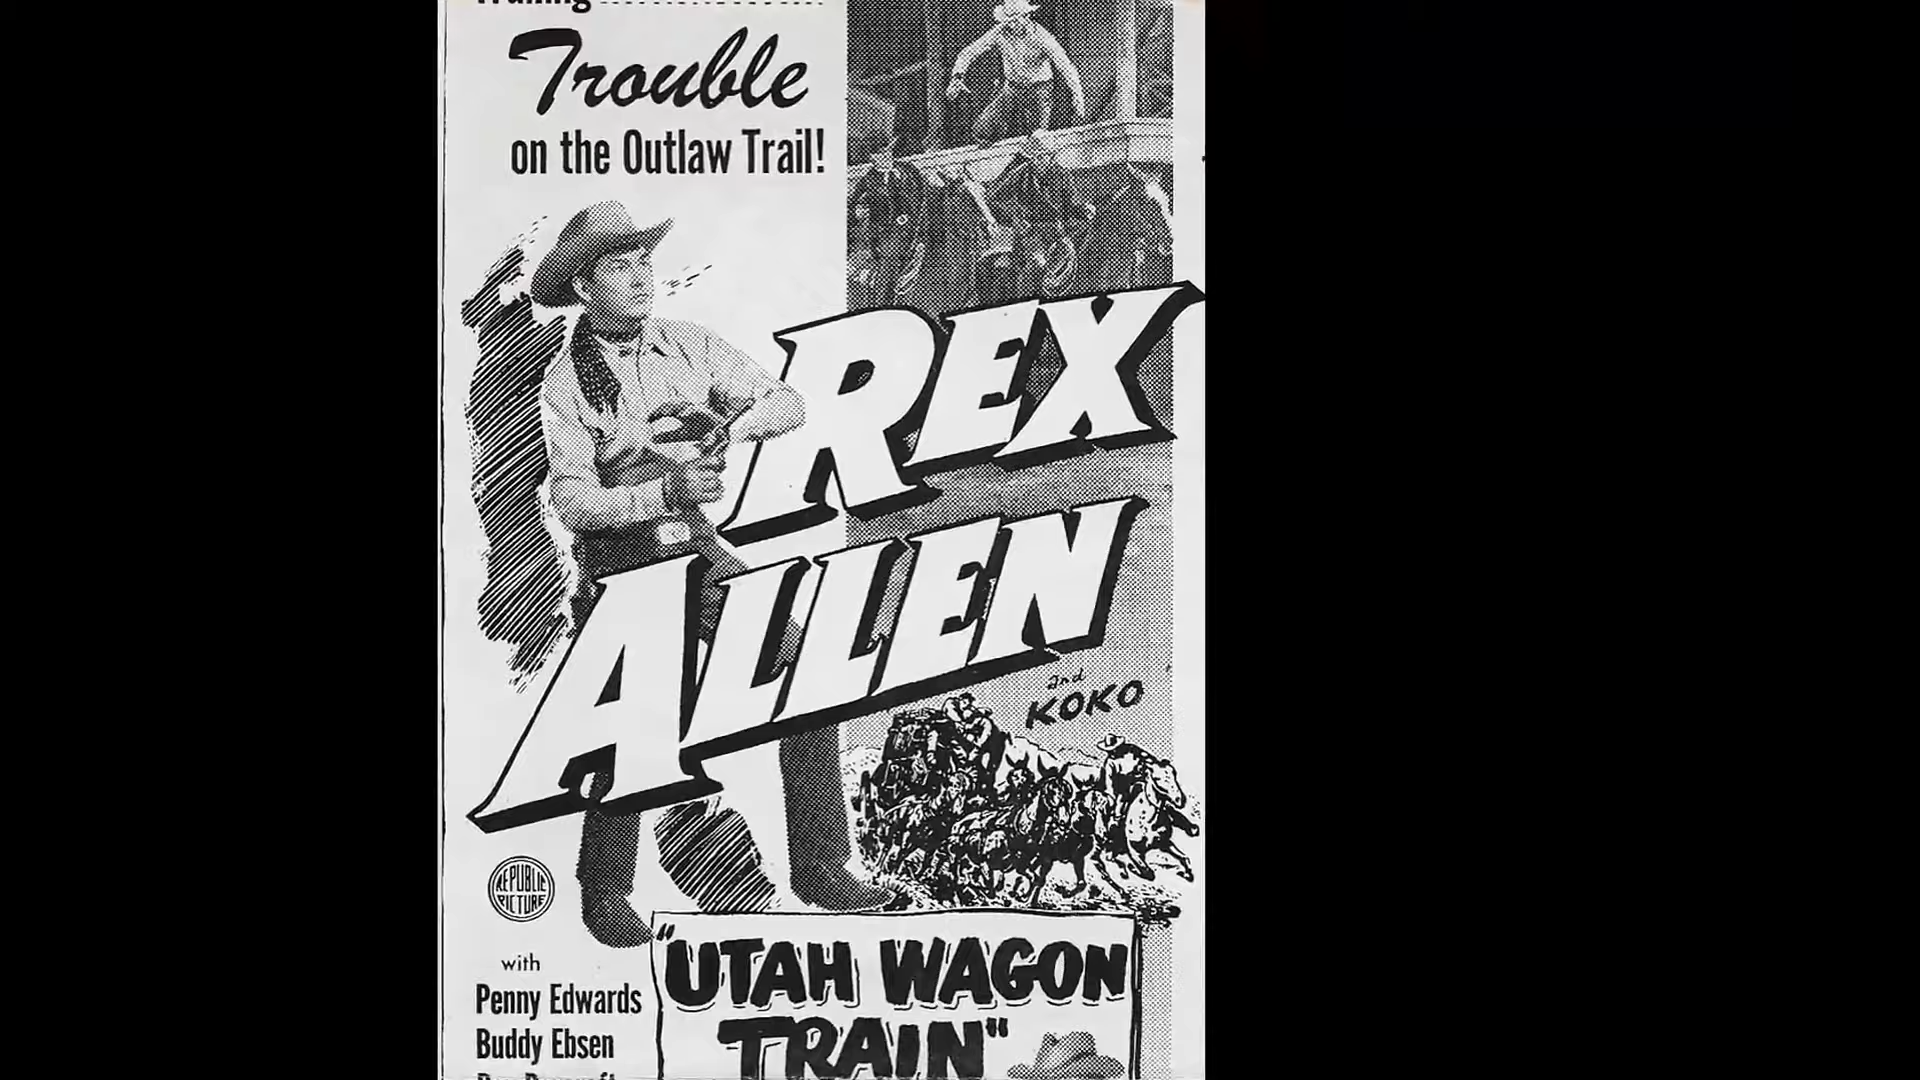 Trouble
on the Outlaw Trail!
REX
ALLEN
and
KOKO
REPUBLIC
PICTURE
with
Penny Edwards
Buddy Ebsen
"UTAH WAGON
TRAIN"